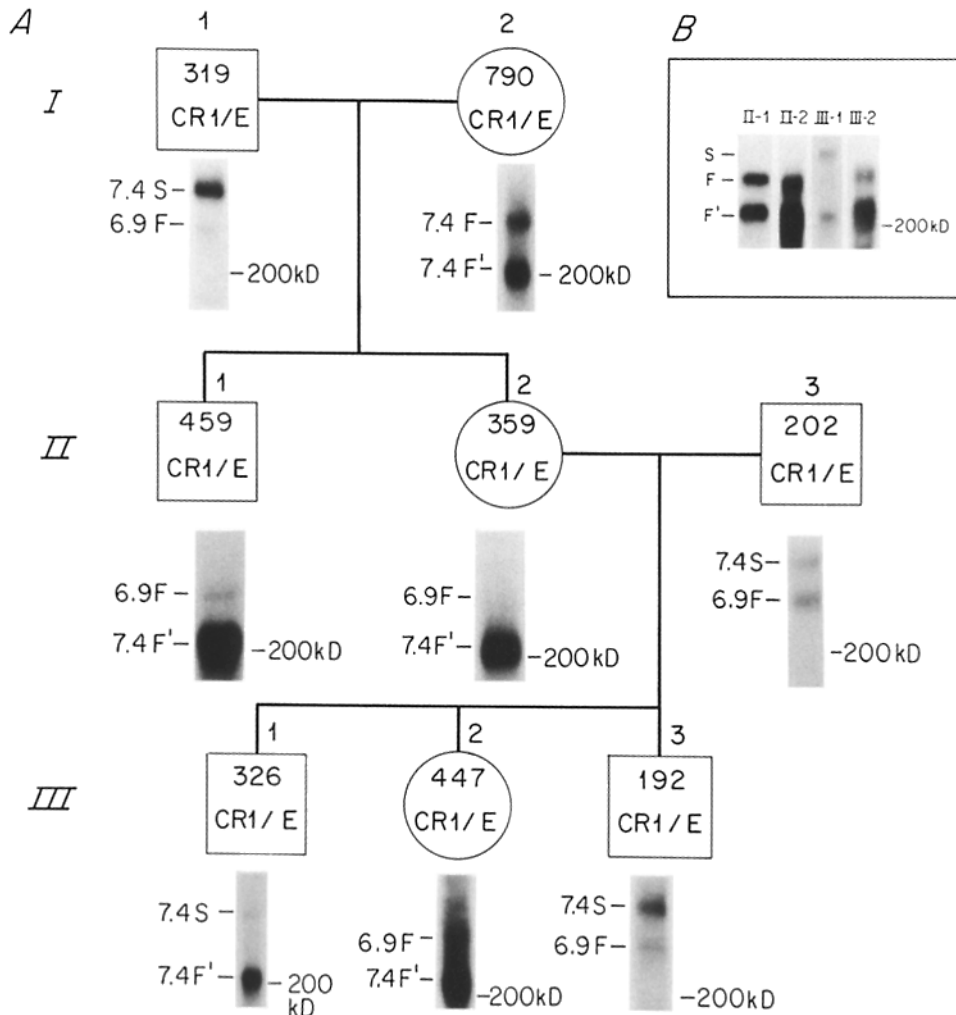 A
B
1
2
I
319
CR1/E
790
CR1/E
7.4 S–
6.9 F–
-200kD
7.4 F–
7.4 F'–
-200kD
II-1 II-2 III-1 III-2
S –
F –
F' –
-200kD
1
2
3
II
459
CR1/E
359
CR1/E
202
CR1/E
6.9F–
7.4F'–
-200kD
6.9F–
7.4F'–
-200kD
7.4S–
6.9F–
-200kD
1
2
3
III
326
CR1/E
447
CR1/E
192
CR1/E
7.4S–
7.4F'–
-200
kD
6.9F–
7.4F'–
-200kD
7.4S–
6.9F–
-200kD